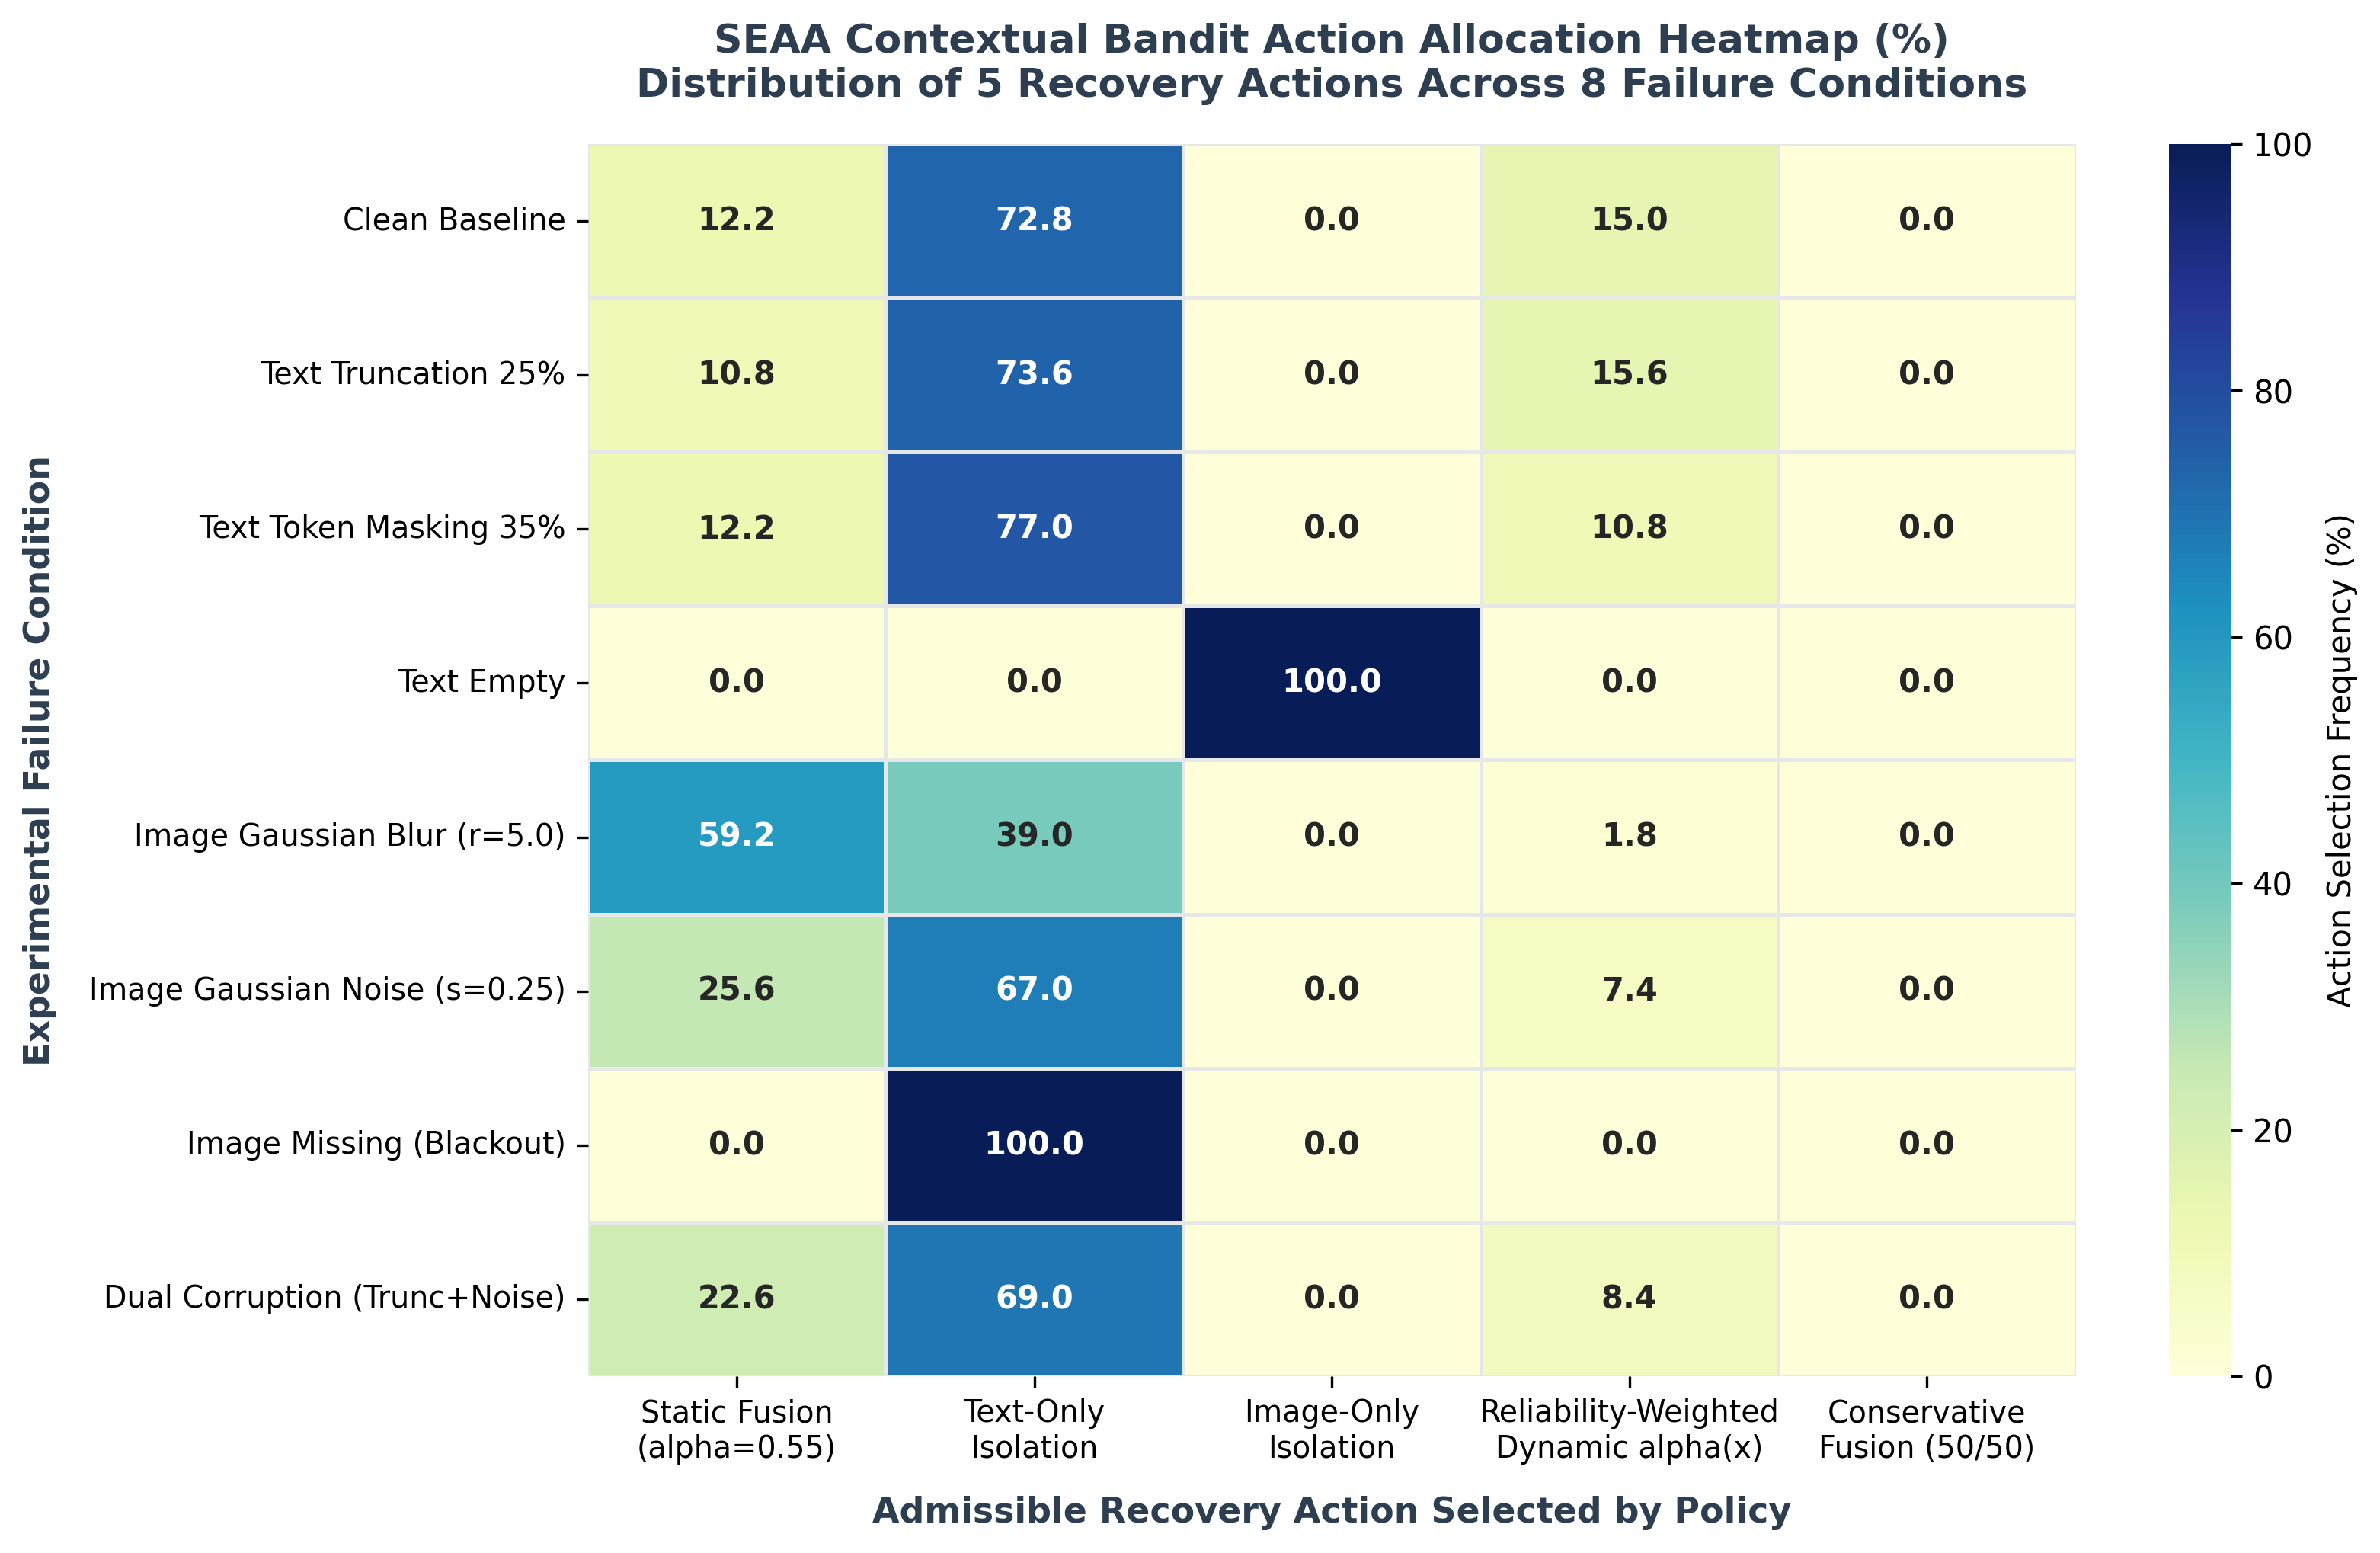 SEAA Contextual Bandit Action Allocation Heatmap (%)
Distribution of 5 Recovery Actions Across 8 Failure Conditions
Experimental Failure Condition
Clean Baseline 12.2 72.8 0.0 15.0 0.0
Text Truncation 25% 10.8 73.6 0.0 15.6 0.0
Text Token Masking 35% 12.2 77.0 0.0 10.8 0.0
Text Empty 0.0 0.0 100.0 0.0 0.0
Image Gaussian Blur (r=5.0) 59.2 39.0 0.0 1.8 0.0
Image Gaussian Noise (s=0.25) 25.6 67.0 0.0 7.4 0.0
Image Missing (Blackout) 0.0 100.0 0.0 0.0 0.0
Dual Corruption (Trunc+Noise) 22.6 69.0 0.0 8.4 0.0
Static Fusion
(alpha=0.55)
Text-Only
Isolation
Image-Only
Isolation
Reliability-Weighted
Dynamic alpha(x)
Conservative
Fusion (50/50)
Admissible Recovery Action Selected by Policy
100
80
60
40
20
0
Action Selection Frequency (%)